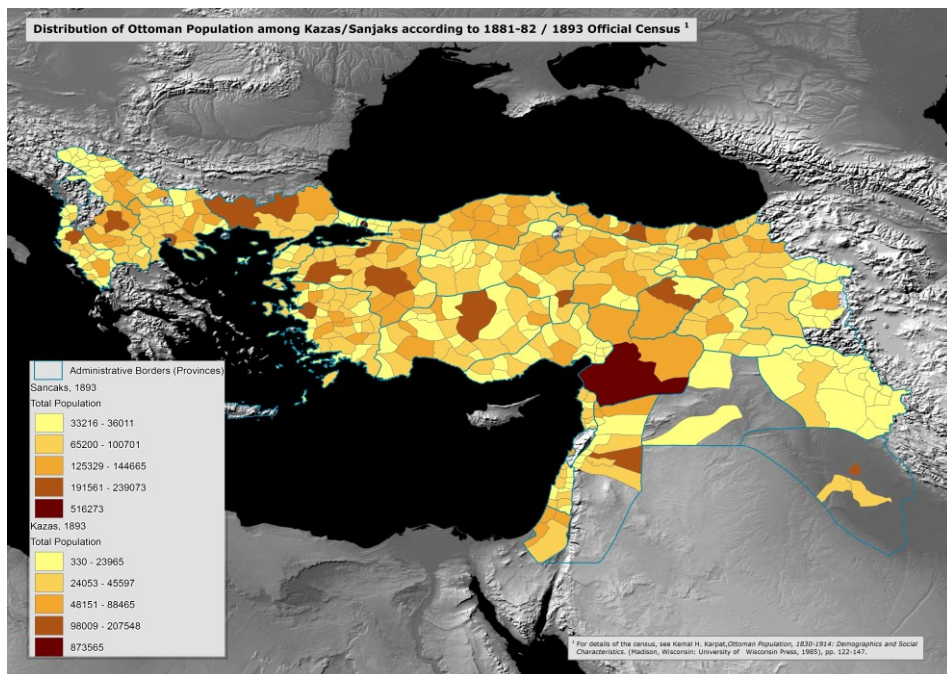 Distribution of Ottoman Population among Kazas/Sanjaks according to 1881-82 / 1893 Official Census 1
Administrative Borders (Provinces)
Sancaks, 1893
Total Population
33216 - 36011
65200 - 100701
125329 - 144665
191561 - 239073
516273
Kazas, 1893
Total Population
330 - 23965
24053 - 45597
48151 - 88465
98009 - 207548
873565
1 For details of the census, see Kemal H. Karpat,Ottoman Population, 1830-1914: Demographics and Social
Characteristics. (Madison, Wisconsin: University of Wisconsin Press, 1985), pp. 122-147.